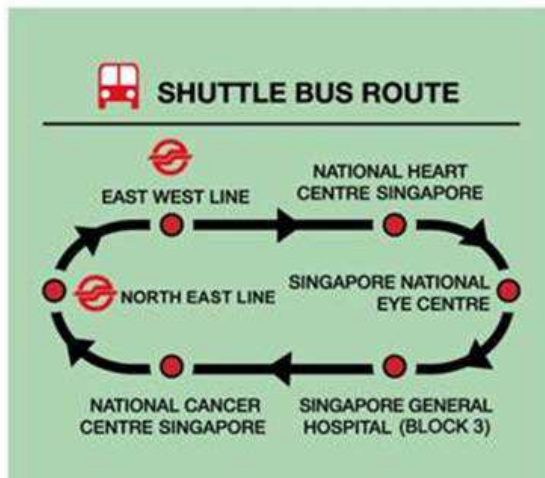 SHUTTLE BUS ROUTE
EAST WEST LINE
NATIONAL HEART
CENTRE SINGAPORE
NORTH EAST LINE
SINGAPORE NATIONAL
EYE CENTRE
NATIONAL CANCER
CENTRE SINGAPORE
SINGAPORE GENERAL
HOSPITAL (BLOCK 3)